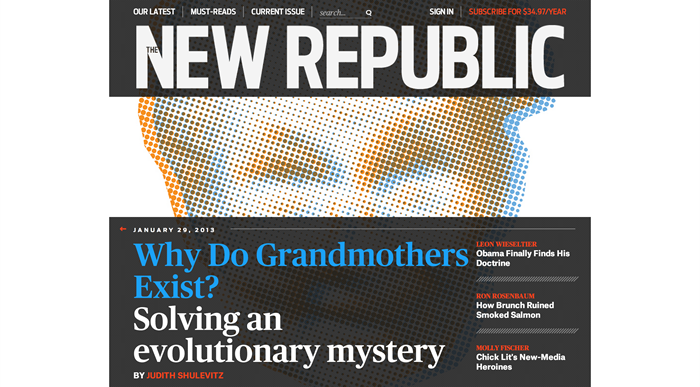 OUR LATEST MUST-READS CURRENT ISSUE search... SIGN IN SUBSCRIBE FOR $34.97/YEAR
THE NEW REPUBLIC
JANUARY 29, 2013
Why Do Grandmothers
Exist?
Solving an
evolutionary mystery
BY JUDITH SHULEVITZ
LEON WIESELTIER
Obama Finally Finds His
Doctrine
RON ROSENBAUM
How Brunch Ruined
Smoked Salmon
MOLLY FISCHER
Chick Lit's New-Media
Heroines